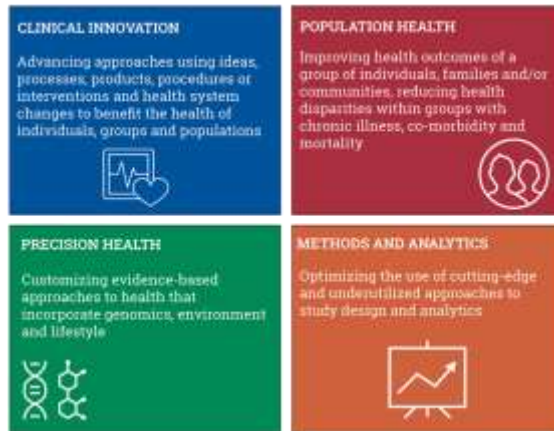 CLINICAL INNOVATION
Advancing approaches using ideas,
processes, products, procedures or
interventions and health system
changes to benefit the health of
individuals, groups and populations
POPULATION HEALTH
Improving health outcomes of a
group of individuals, families and/or
communities, reducing health
disparities within groups with
chronic illness, co-morbidity and
mortality
PRECISION HEALTH
Customizing evidence-based
approaches to health that
incorporate genomics, environment
and lifestyle
METHODS AND ANALYTICS
Optimizing the use of cutting-edge
and underutilized approaches to
study design and analytics